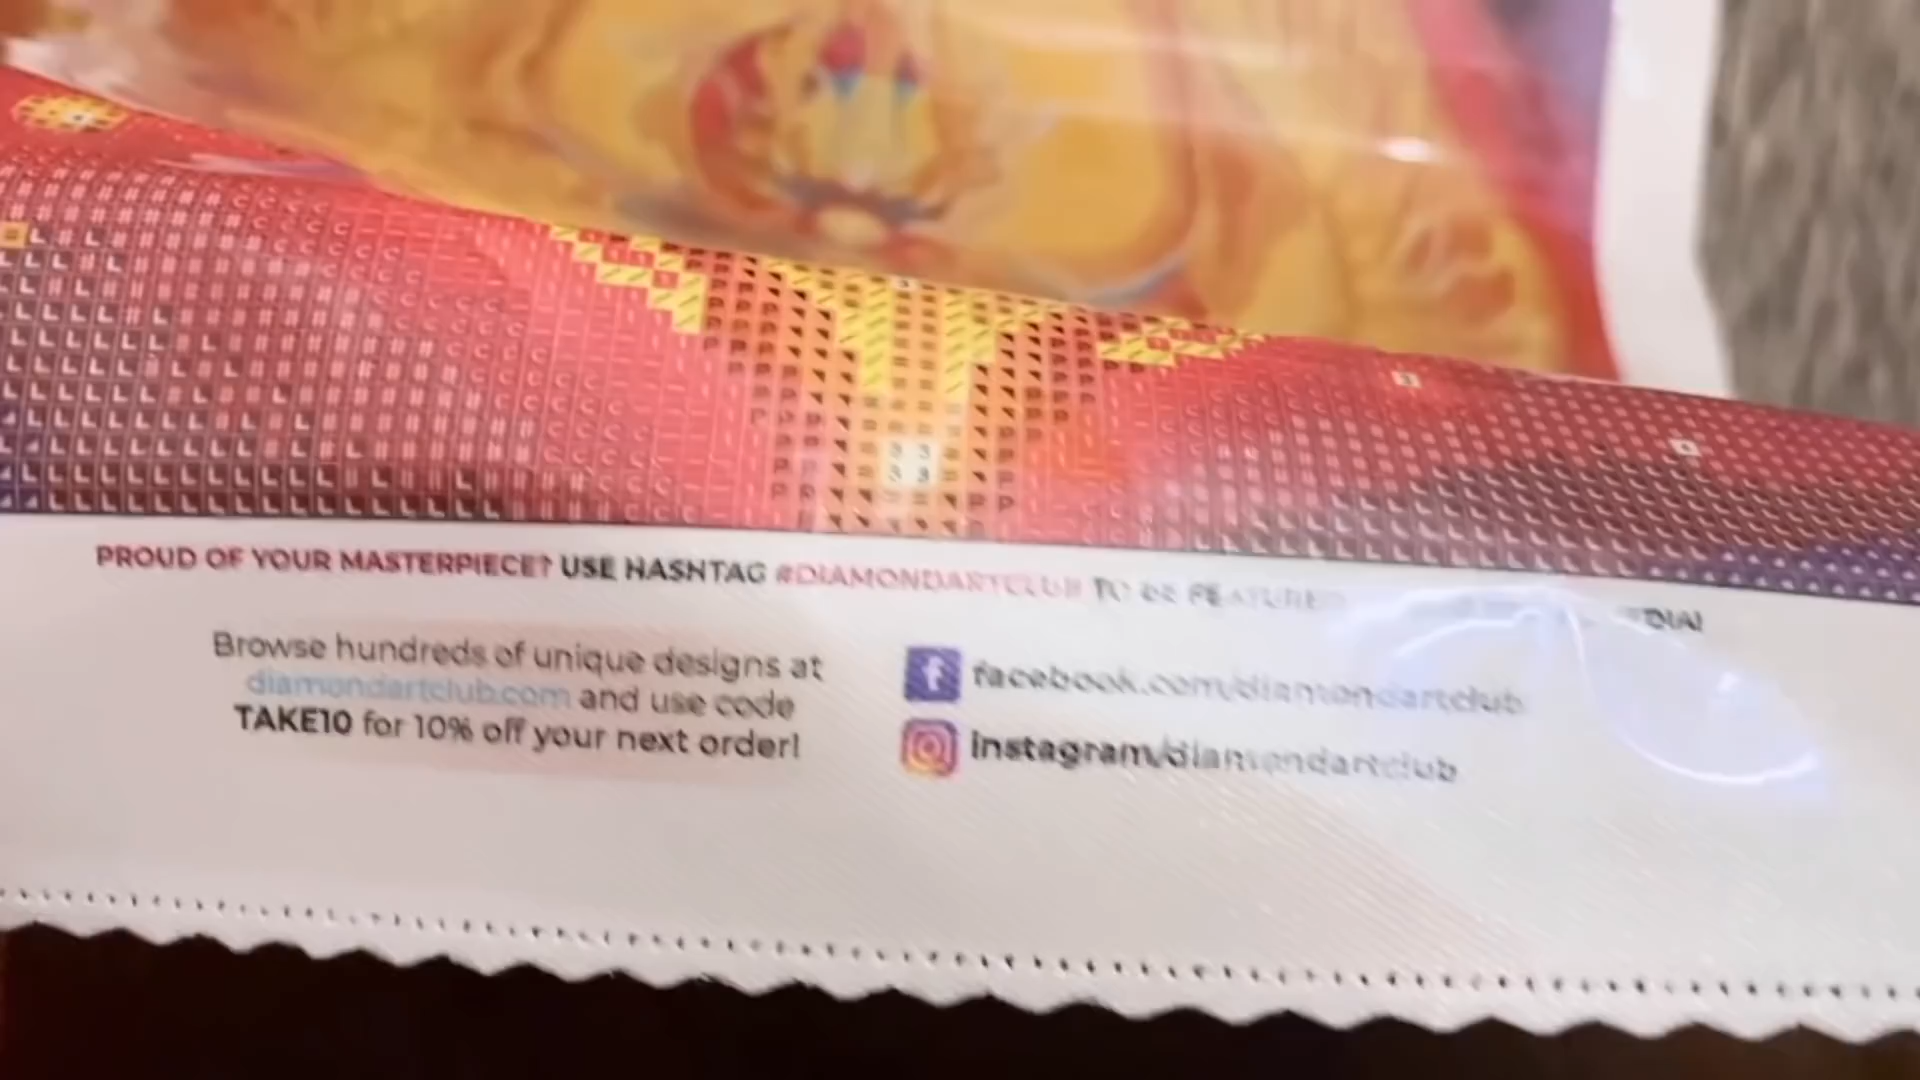 PROUD OF YOUR MASTERPIECE? USE HASHTAG #DIAMONDARTCLUB TO BE FEATURED
Browse hundreds of unique designs at
diamondartclub.com and use code
TAKE10 for 10% off your next order!
facebook.com/diamondartclub
instagram/diamondartclub